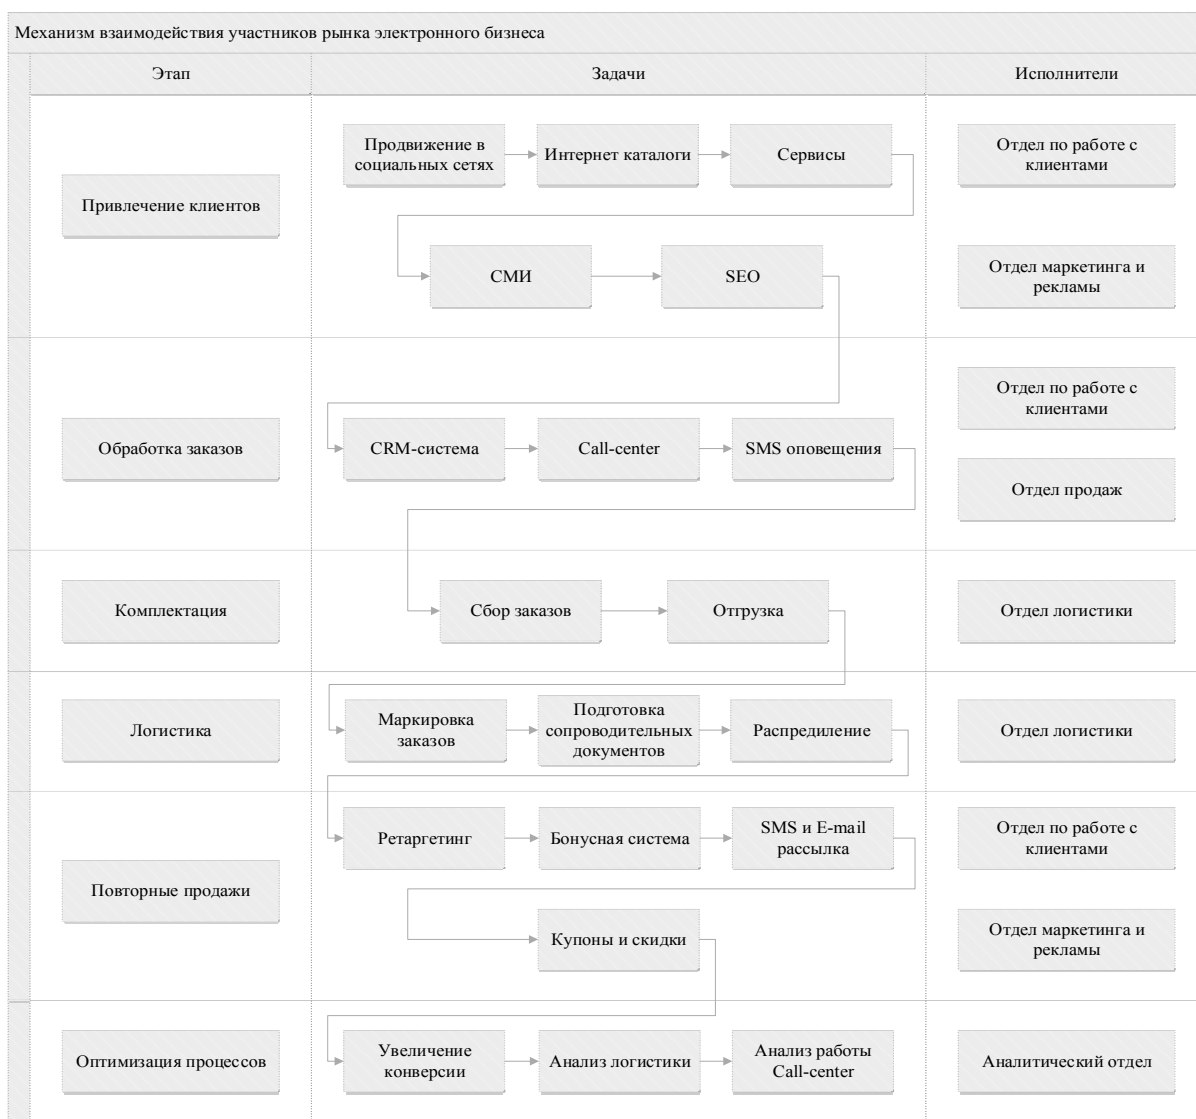 Механизм взаимодействия участников рынка электронного бизнеса
Этап
Задачи
Исполнители
Привлечение клиентов
Продвижение в
социальных сетях
Интернет каталоги
Сервисы
СМИ
SEO
Отдел по работе с
клиентами
Отдел маркетинга и
рекламы
Обработка заказов
CRM-система
Call-center
SMS оповещения
Отдел по работе с
клиентами
Отдел продаж
Комплектация
Сбор заказов
Отгрузка
Отдел логистики
Логистика
Маркировка
заказов
Подготовка
сопроводительных
документов
Распредиление
Отдел логистики
Повторные продажи
Ретаргетинг
Бонусная система
SMS и E-mail
рассылка
Купоны и скидки
Отдел по работе с
клиентами
Отдел маркетинга и
рекламы
Оптимизация процессов
Увеличение
конверсии
Анализ логистики
Анализ работы
Call-center
Аналитический отдел